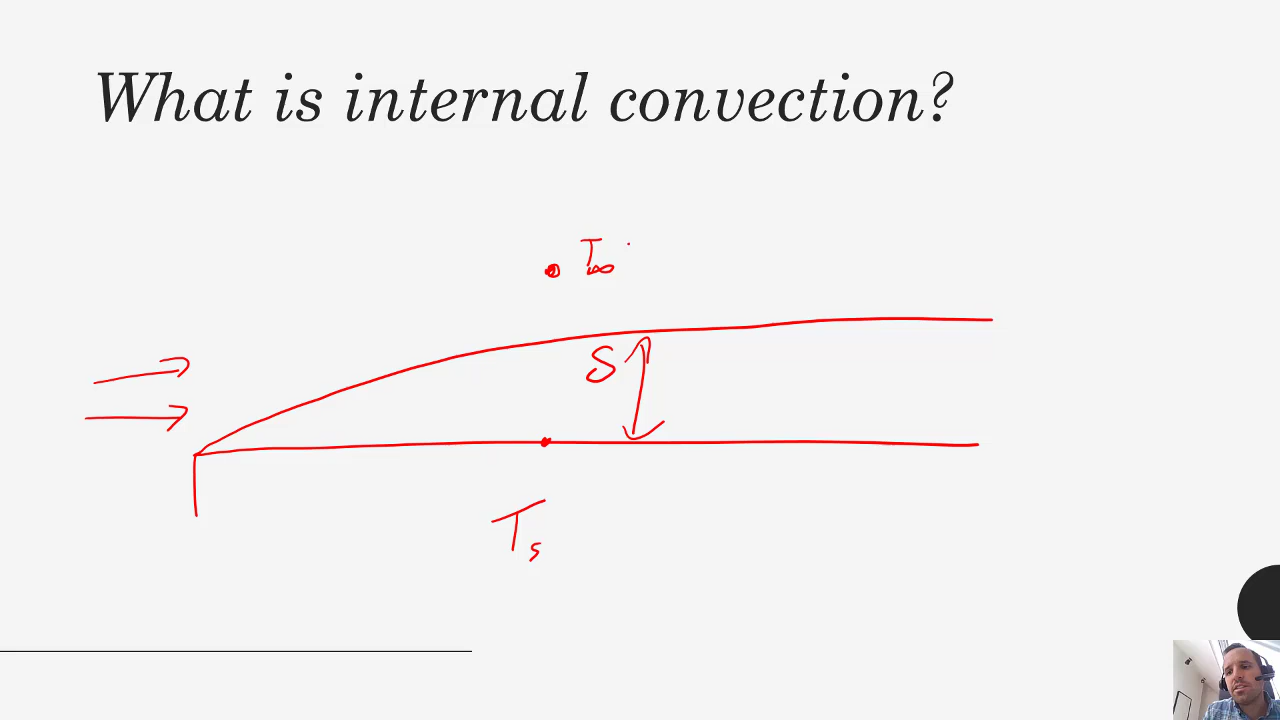 What is internal convection?
T∞
δ
Ts